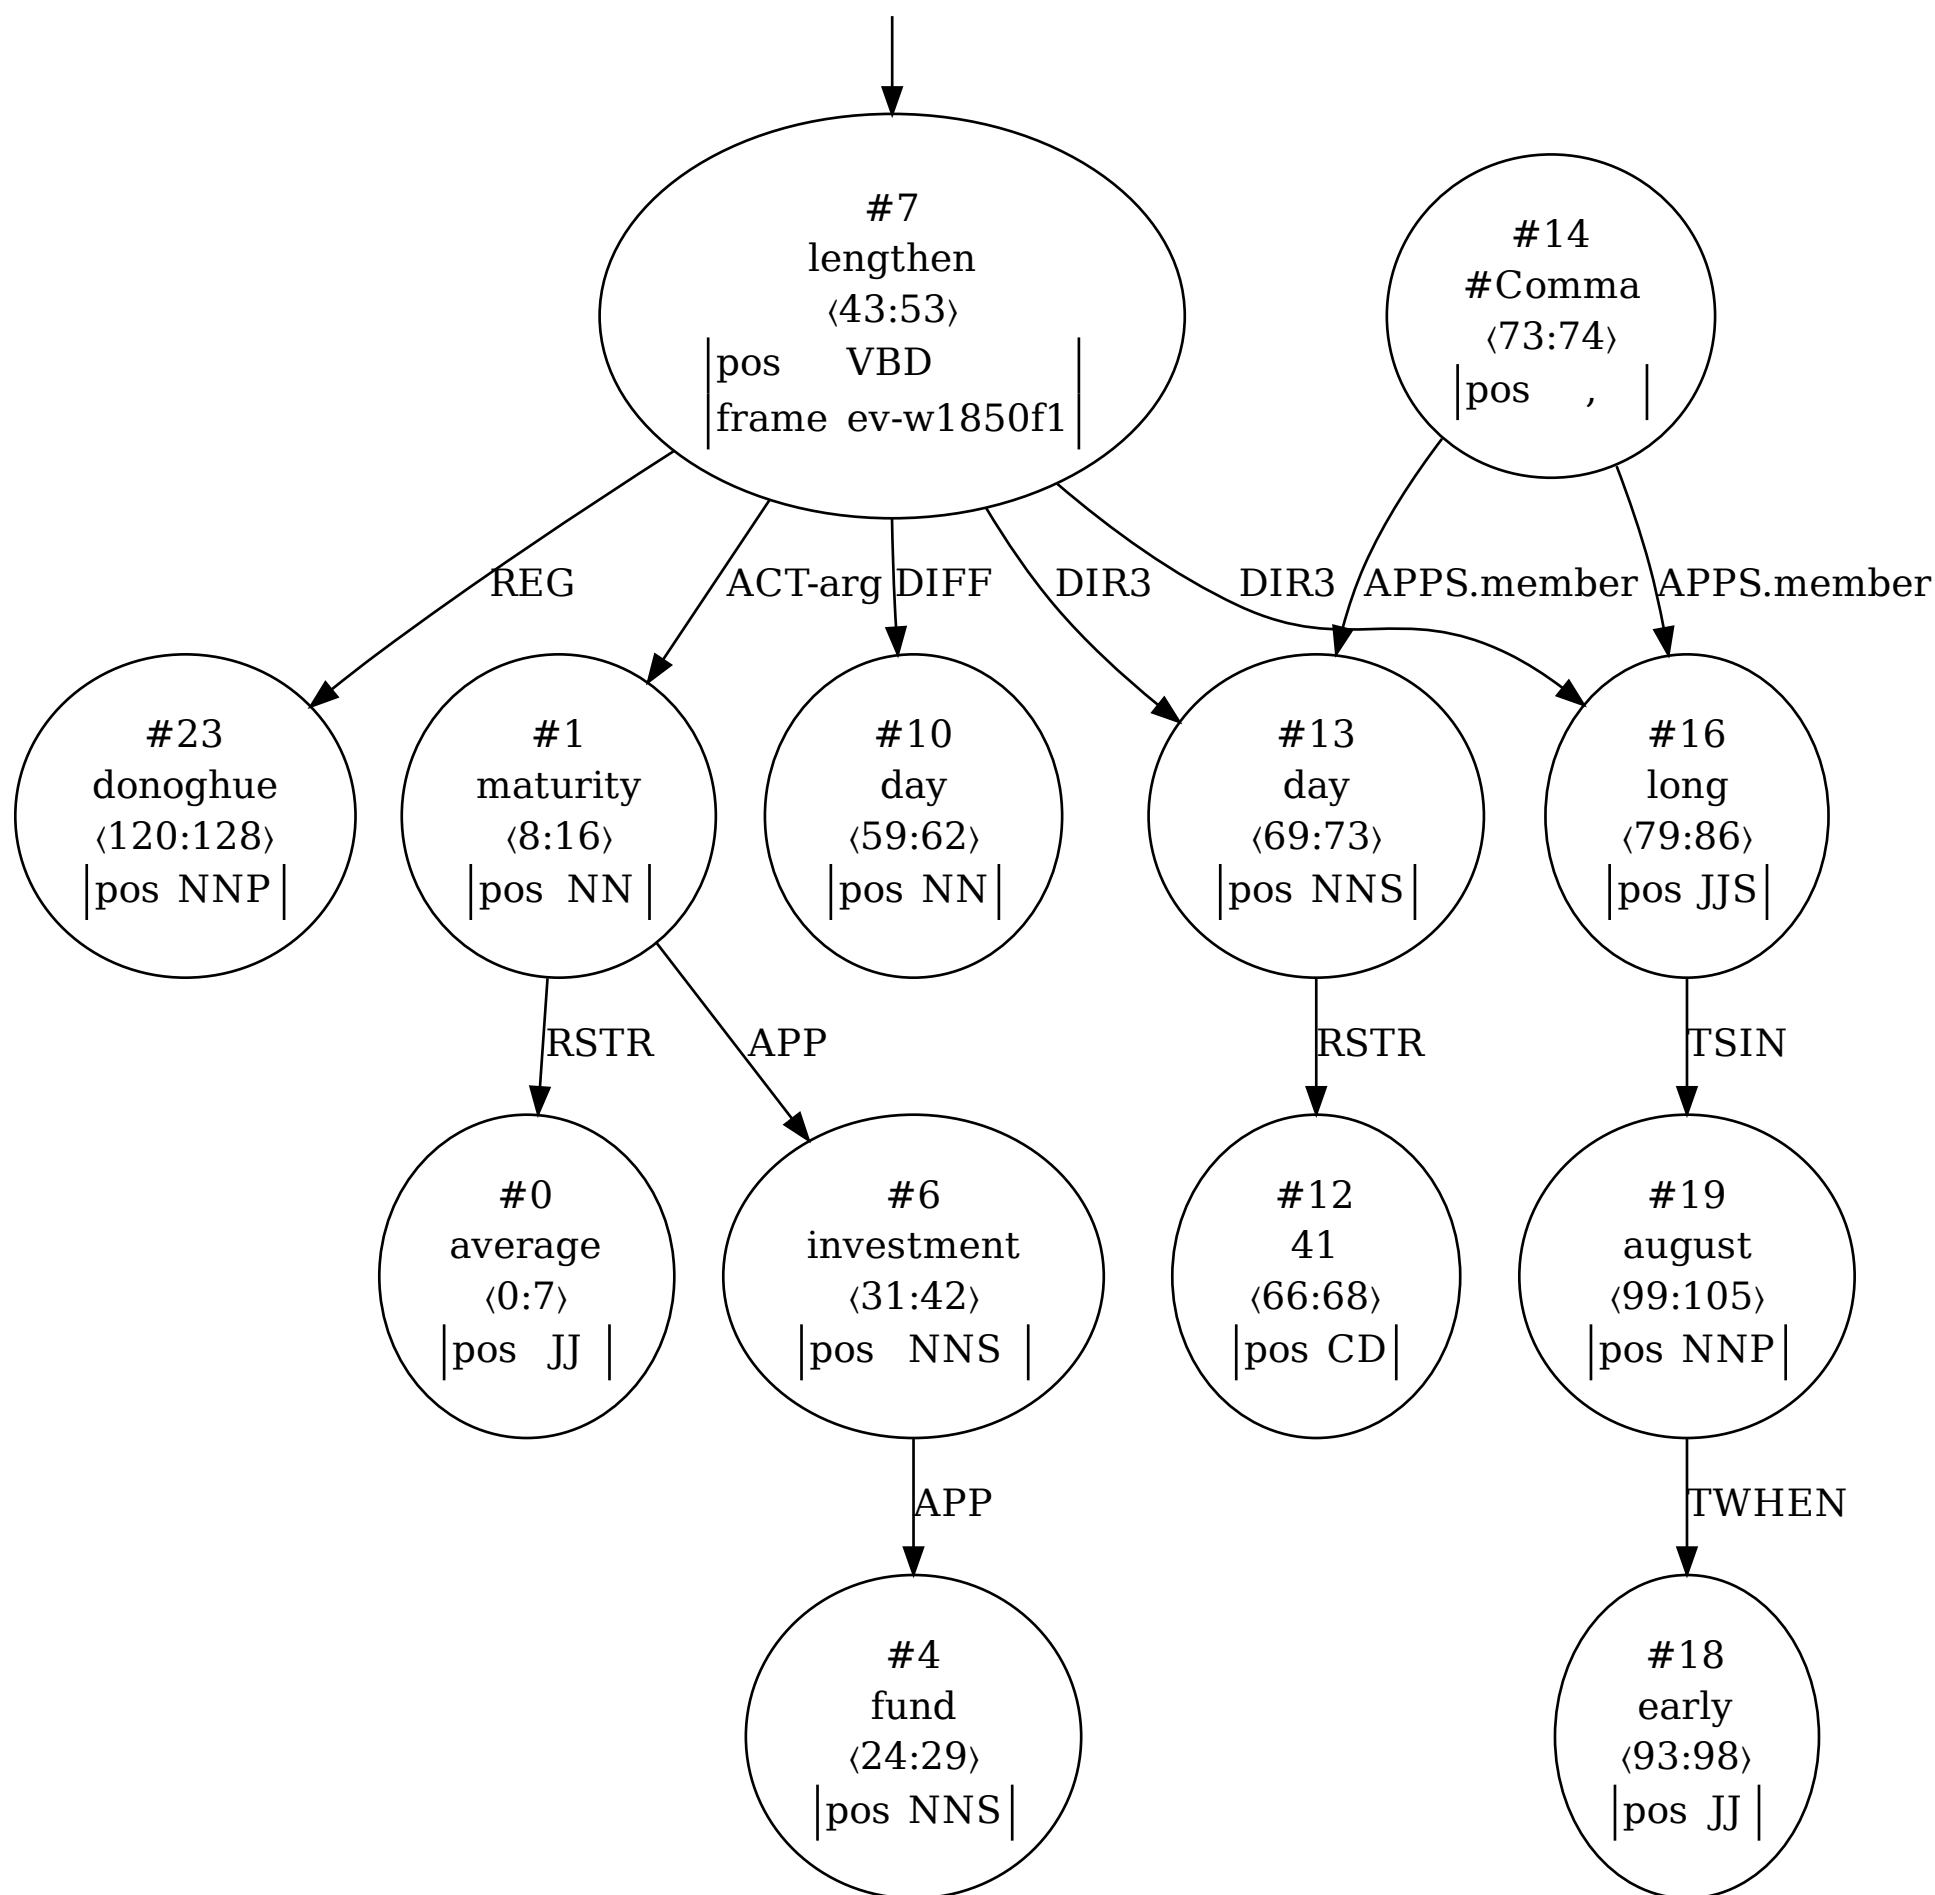 #7
lengthen
⟨43:53⟩
pos VBD
frame ev-w1850f1
#14
#Comma
⟨73:74⟩
pos ,
REG
ACT-arg
DIFF
DIR3
DIR3
APPS.member
APPS.member
#23
donoghue
⟨120:128⟩
pos NNP
#1
maturity
⟨8:16⟩
pos NN
#10
day
⟨59:62⟩
pos NN
#13
day
⟨69:73⟩
pos NNS
#16
long
⟨79:86⟩
pos JJS
RSTR
APP
RSTR
TSIN
#0
average
⟨0:7⟩
pos JJ
#6
investment
⟨31:42⟩
pos NNS
#12
41
⟨66:68⟩
pos CD
#19
august
⟨99:105⟩
pos NNP
APP
TWHEN
#4
fund
⟨24:29⟩
pos NNS
#18
early
⟨93:98⟩
pos JJ